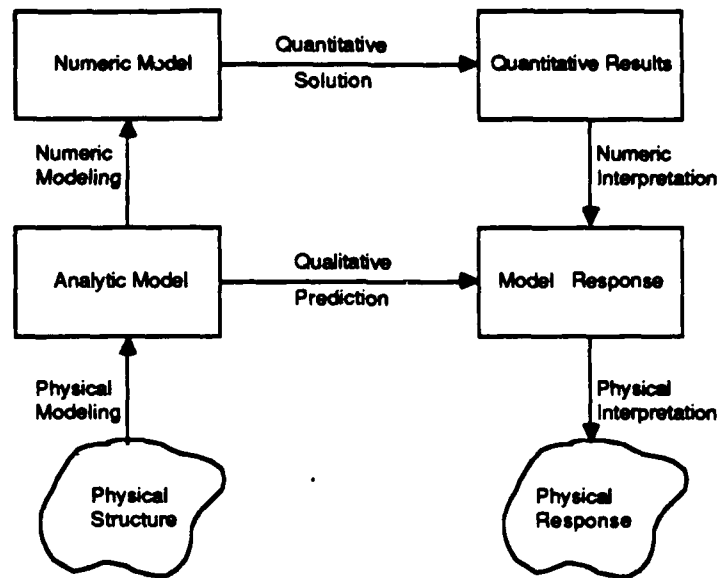 Numeric Model
Quantitative
Solution
Quantitative Results
Numeric
Modeling
Numeric
Interpretation
Analytic Model
Qualitative
Prediction
Model Response
Physical
Modeling
Physical
Interpretation
Physical
Structure
Physical
Response